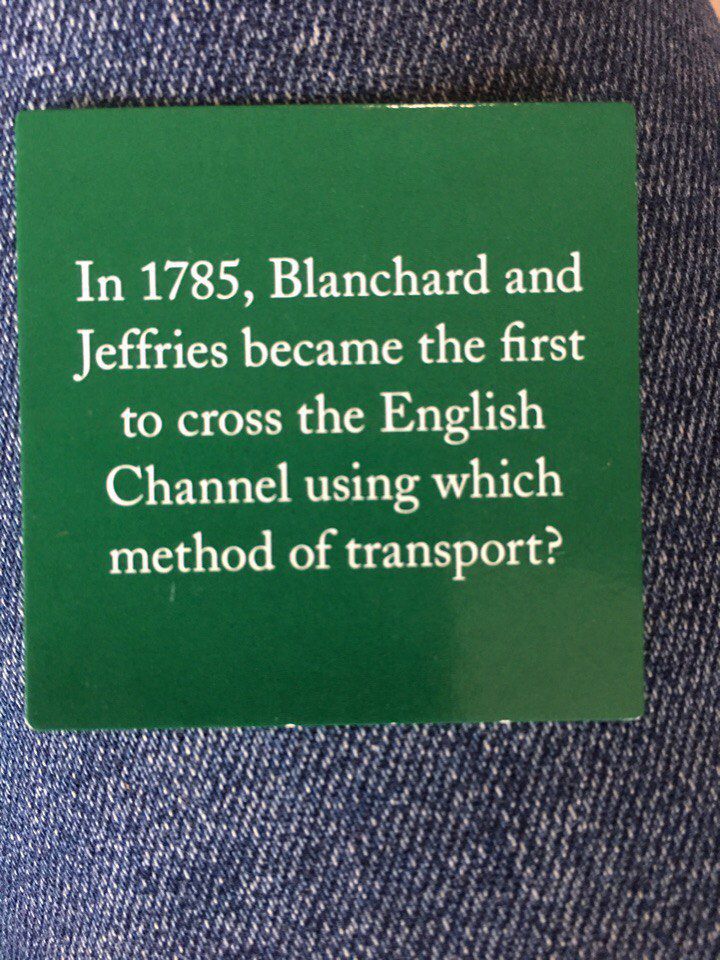 In 1785, Blanchard and
Jeffries became the first
to cross the English
Channel using which
method of transport?